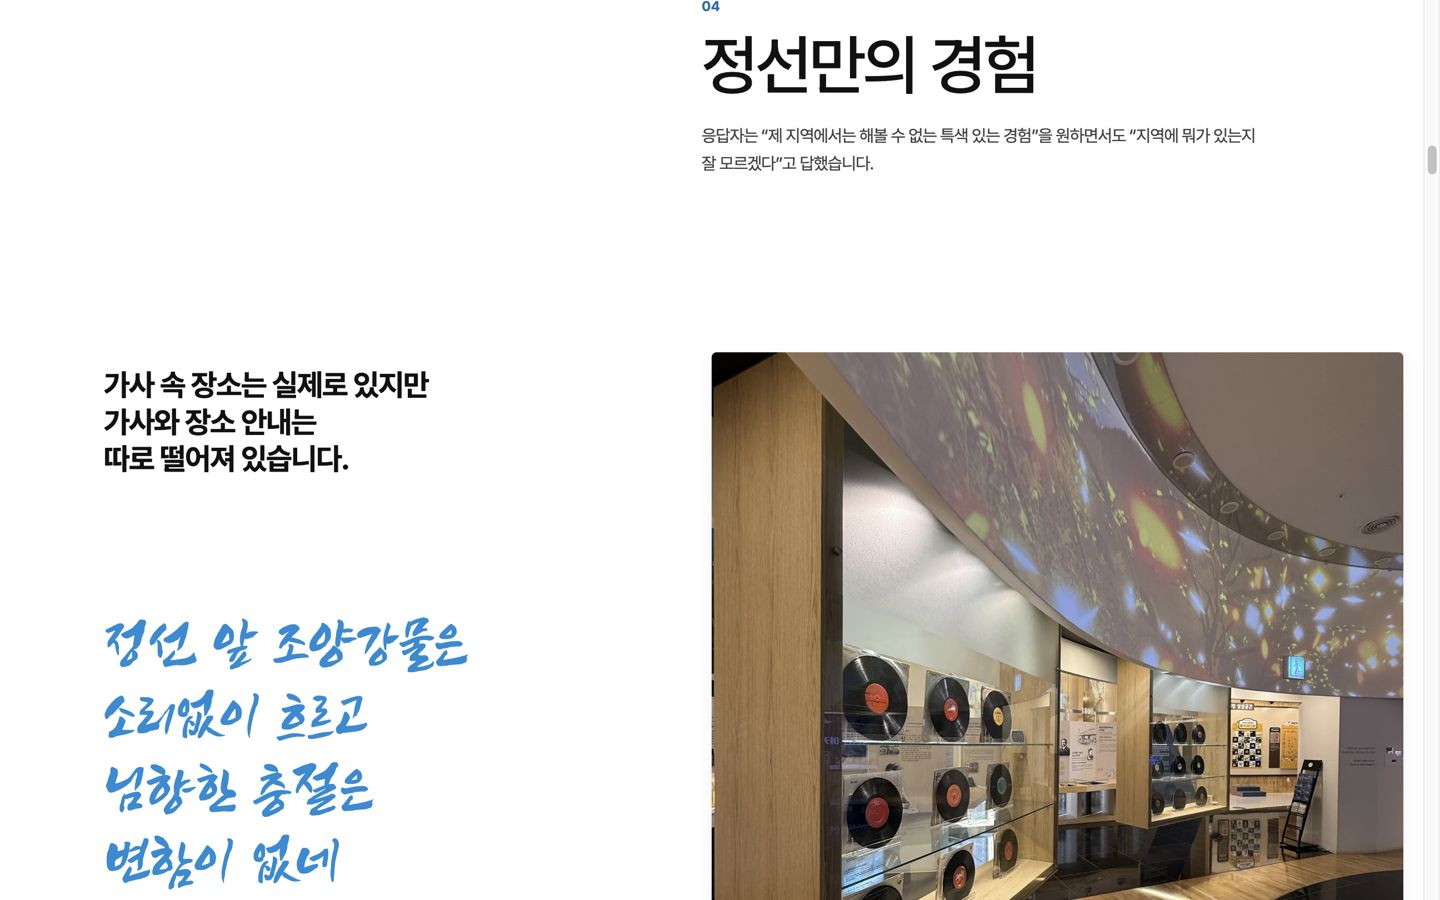 04
정선만의 경험
응답자는 “제 지역에서는 해볼 수 없는 특색 있는 경험”을 원하면서도 “지역에 뭐가 있는지
잘 모르겠다”고 답했습니다.
가사 속 장소는 실제로 있지만
가사와 장소 안내는
따로 떨어져 있습니다.
정선 앞 조양강물은
소리없이 흐르고
님향한 충절은
변함이 없네